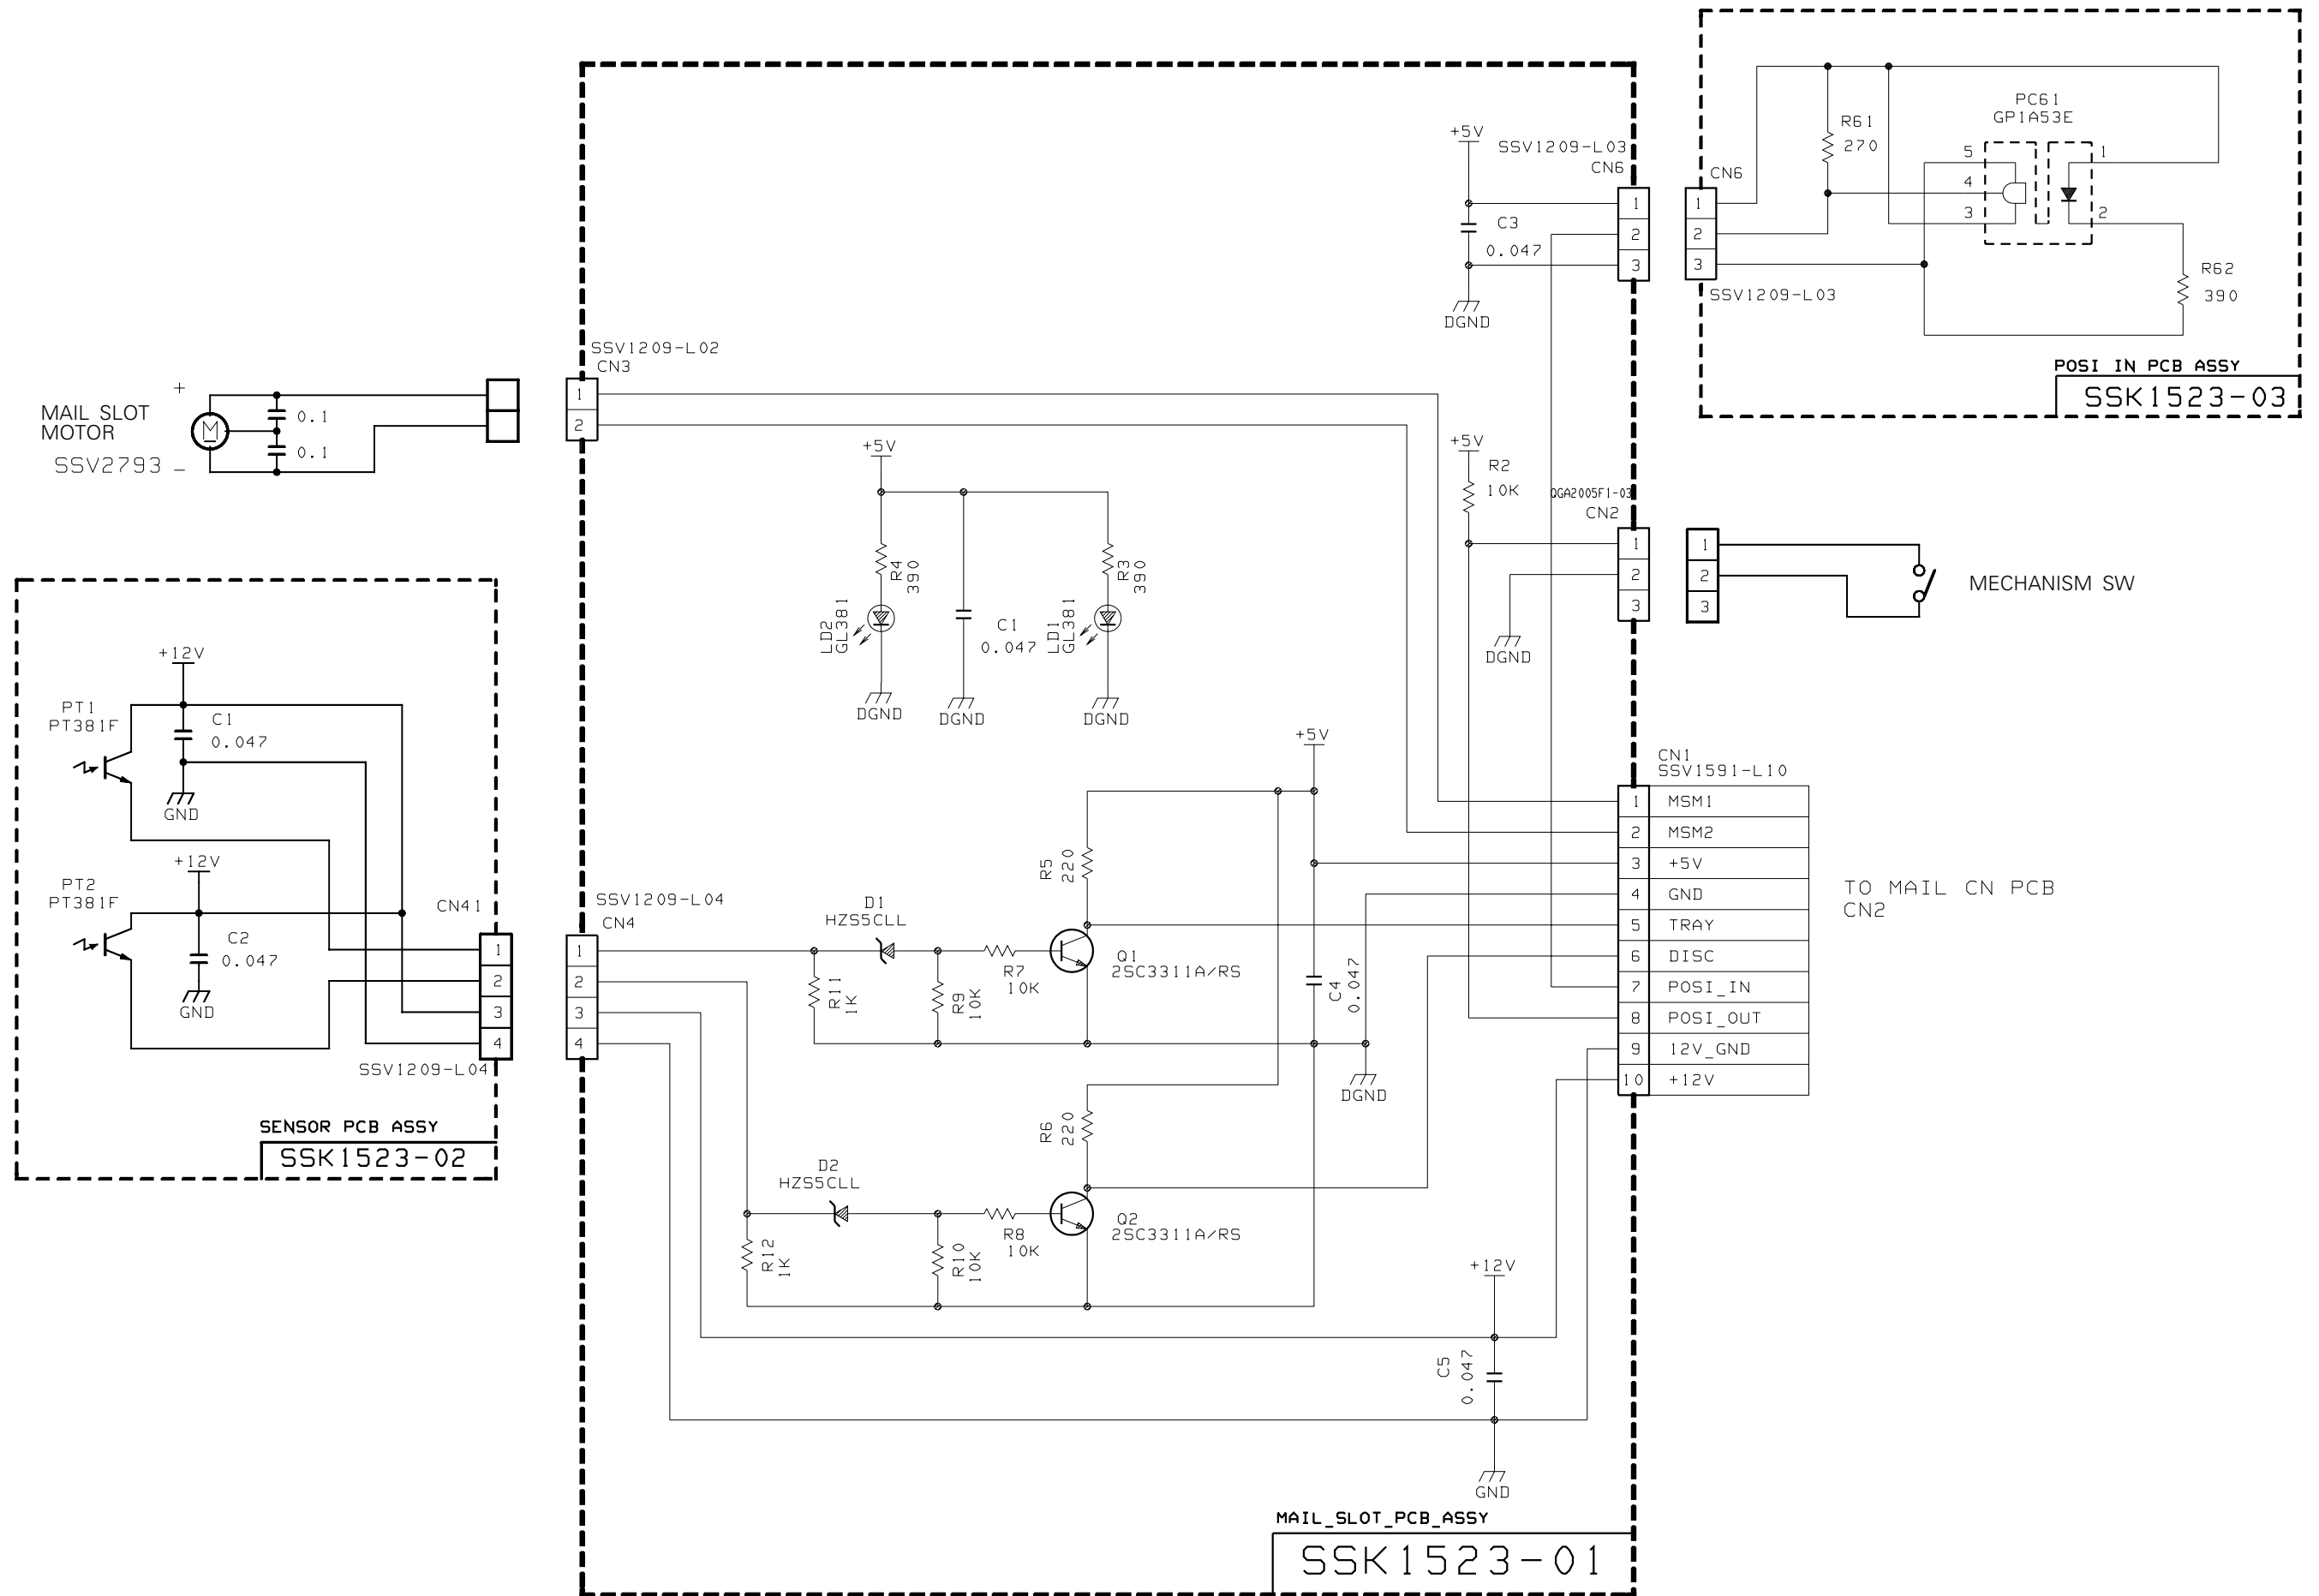 PC61
GP1A53E
R61
270
5
4
3
1
2
CN6
1
2
3
SSV1209-L03
R62
390
POSI IN PCB ASSY
SSK1523-03
+5V
SSV1209-L03
CN6
C3
0.047
1
2
3
DGND
SSV1209-L02
CN3
1
2
+
MAIL SLOT
MOTOR
SSV2793
-
M
0.1
0.1
+5V
R4
390
LD2
GL381
C1
0.047
R3
390
LD1
GL381
DGND
DGND
DGND
+5V
R2
10K
QGA2005F1-03
CN2
1
2
3
DGND
1
2
3
MECHANISM SW
+12V
PT1
PT381F
C1
0.047
GND
+12V
PT2
PT381F
C2
0.047
GND
CN41
1
2
3
4
SSV1209-L04
SENSOR PCB ASSY
SSK1523-02
SSV1209-L04
CN4
1
2
3
4
D1
HZS5CLL
R11
1K
R9
10K
R7
10K
R5
220
Q1
2SC3311A/RS
+5V
C4
0.047
DGND
D2
HZS5CLL
R12
1K
R10
10K
R8
10K
R6
220
Q2
2SC3311A/RS
CN1
SSV1591-L10
1 MSM1
2 MSM2
3 +5V
4 GND
5 TRAY
6 DISC
7 POSI_IN
8 POSI_OUT
9 12V_GND
10 +12V
TO MAIL CN PCB
CN2
+12V
C5
0.047
GND
MAIL_SLOT_PCB_ASSY
SSK1523-01